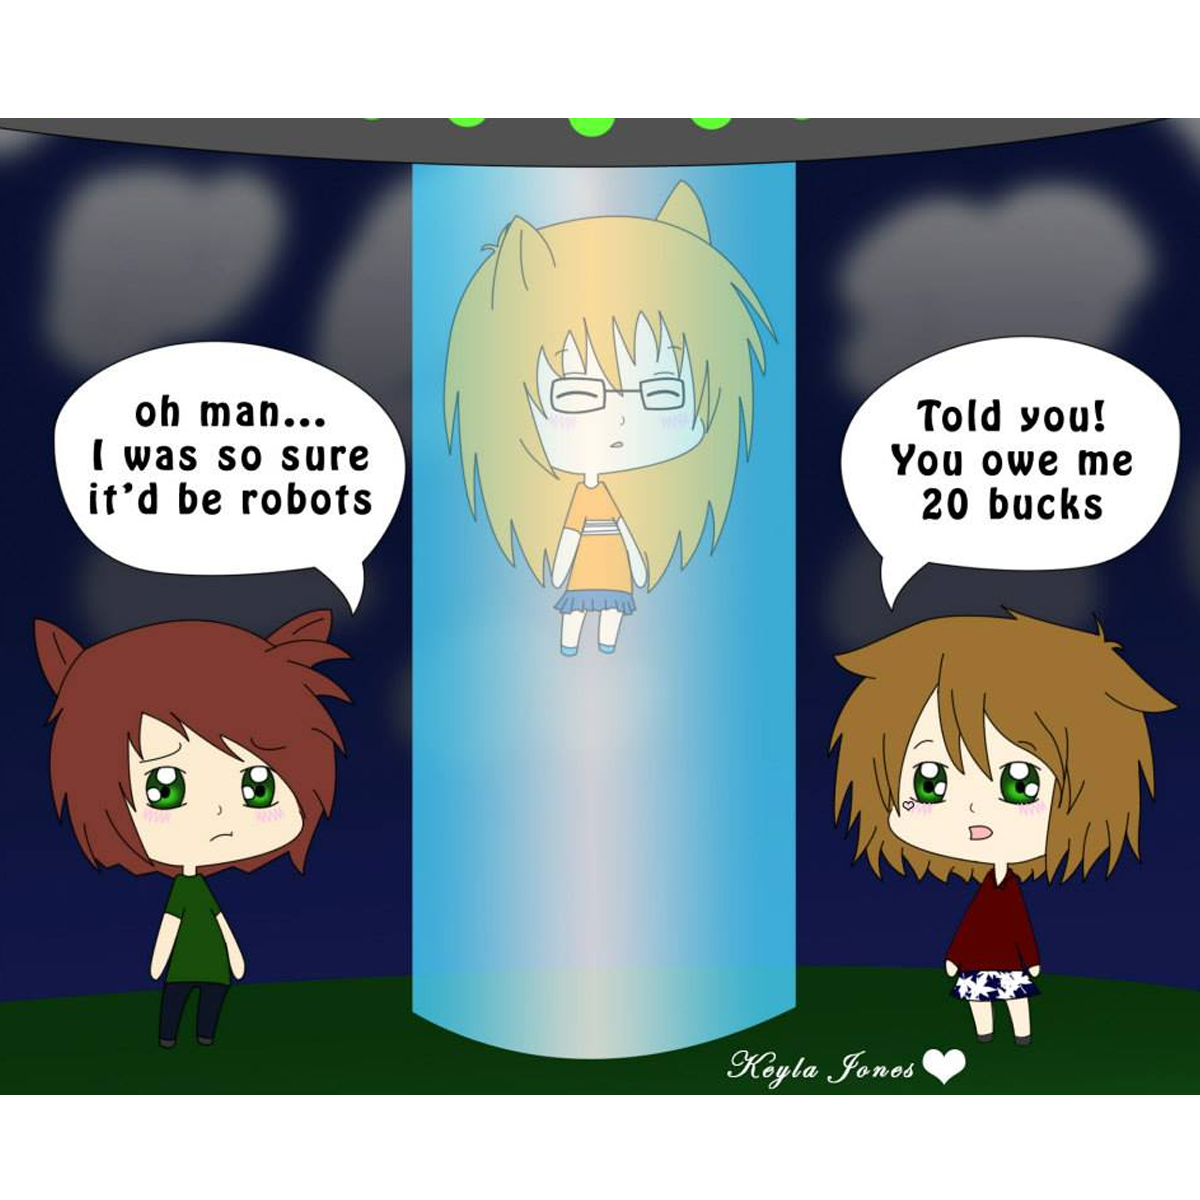 oh man...
I was so sure
it'd be robots
Told you!
You owe me
20 bucks
Keyla Jones